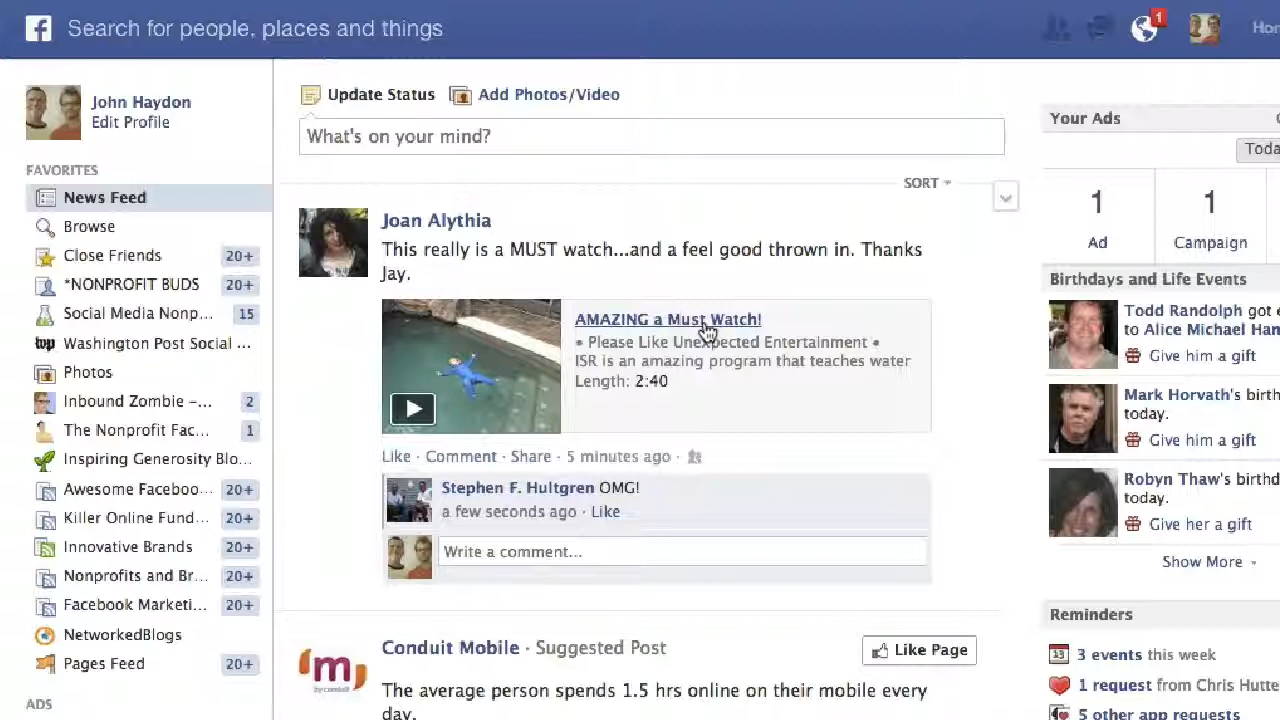 Search for people, places and things
1
John Haydon
Edit Profile
FAVORITES
News Feed
Browse
Close Friends 20+
*NONPROFIT BUDS 20+
Social Media Nonp... 15
wp Washington Post Social ...
Photos
Inbound Zombie -... 2
The Nonprofit Fac... 1
Inspiring Generosity Blo...
Awesome Faceboo... 20+
Killer Online Fund... 20+
Innovative Brands 20+
Nonprofits and Br... 20+
Facebook Marketi... 20+
NetworkedBlogs
Pages Feed 20+
ADS
Update Status Add Photos/Video
What's on your mind?
SORT
Joan Alythia
This really is a MUST watch...and a feel good thrown in. Thanks
Jay.
AMAZING a Must Watch!
• Please Like Unexpected Entertainment •
ISR is an amazing program that teaches water
Length: 2:40
Like · Comment · Share · 5 minutes ago ·
Stephen F. Hultgren OMG!
a few seconds ago · Like
Write a comment...
Conduit Mobile · Suggested Post
Like Page
m
by conduit
The average person spends 1.5 hrs online on their mobile every
day.
Your Ads
1 1
Ad Campaign
Birthdays and Life Events
Todd Randolph got
to Alice Michael
Give him a gift
Mark Horvath's
today.
Give him a gift
Robyn Thaw's
today.
Give her a gift
Show More
Reminders
13 3 events this week
1 request from Chris
5 other app requests